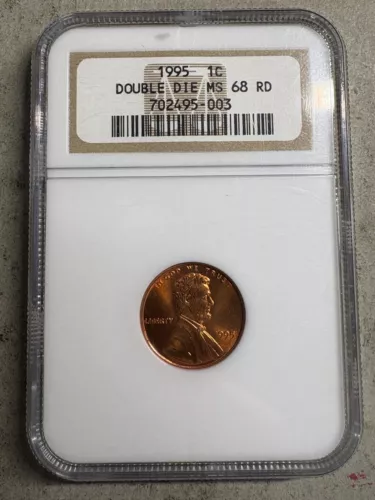 1995 1C
DOUBLE DIE MS 68 RD
702495-003
IN GOD WE TRUST
LIBERTY
1995